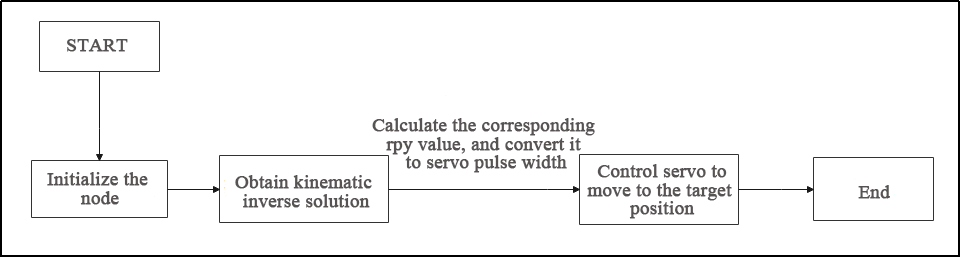 START
Initialize the
node
Obtain kinematic
inverse solution
Calculate the corresponding
rpy value, and convert it
to servo pulse width
Control servo to
move to the target
position
End